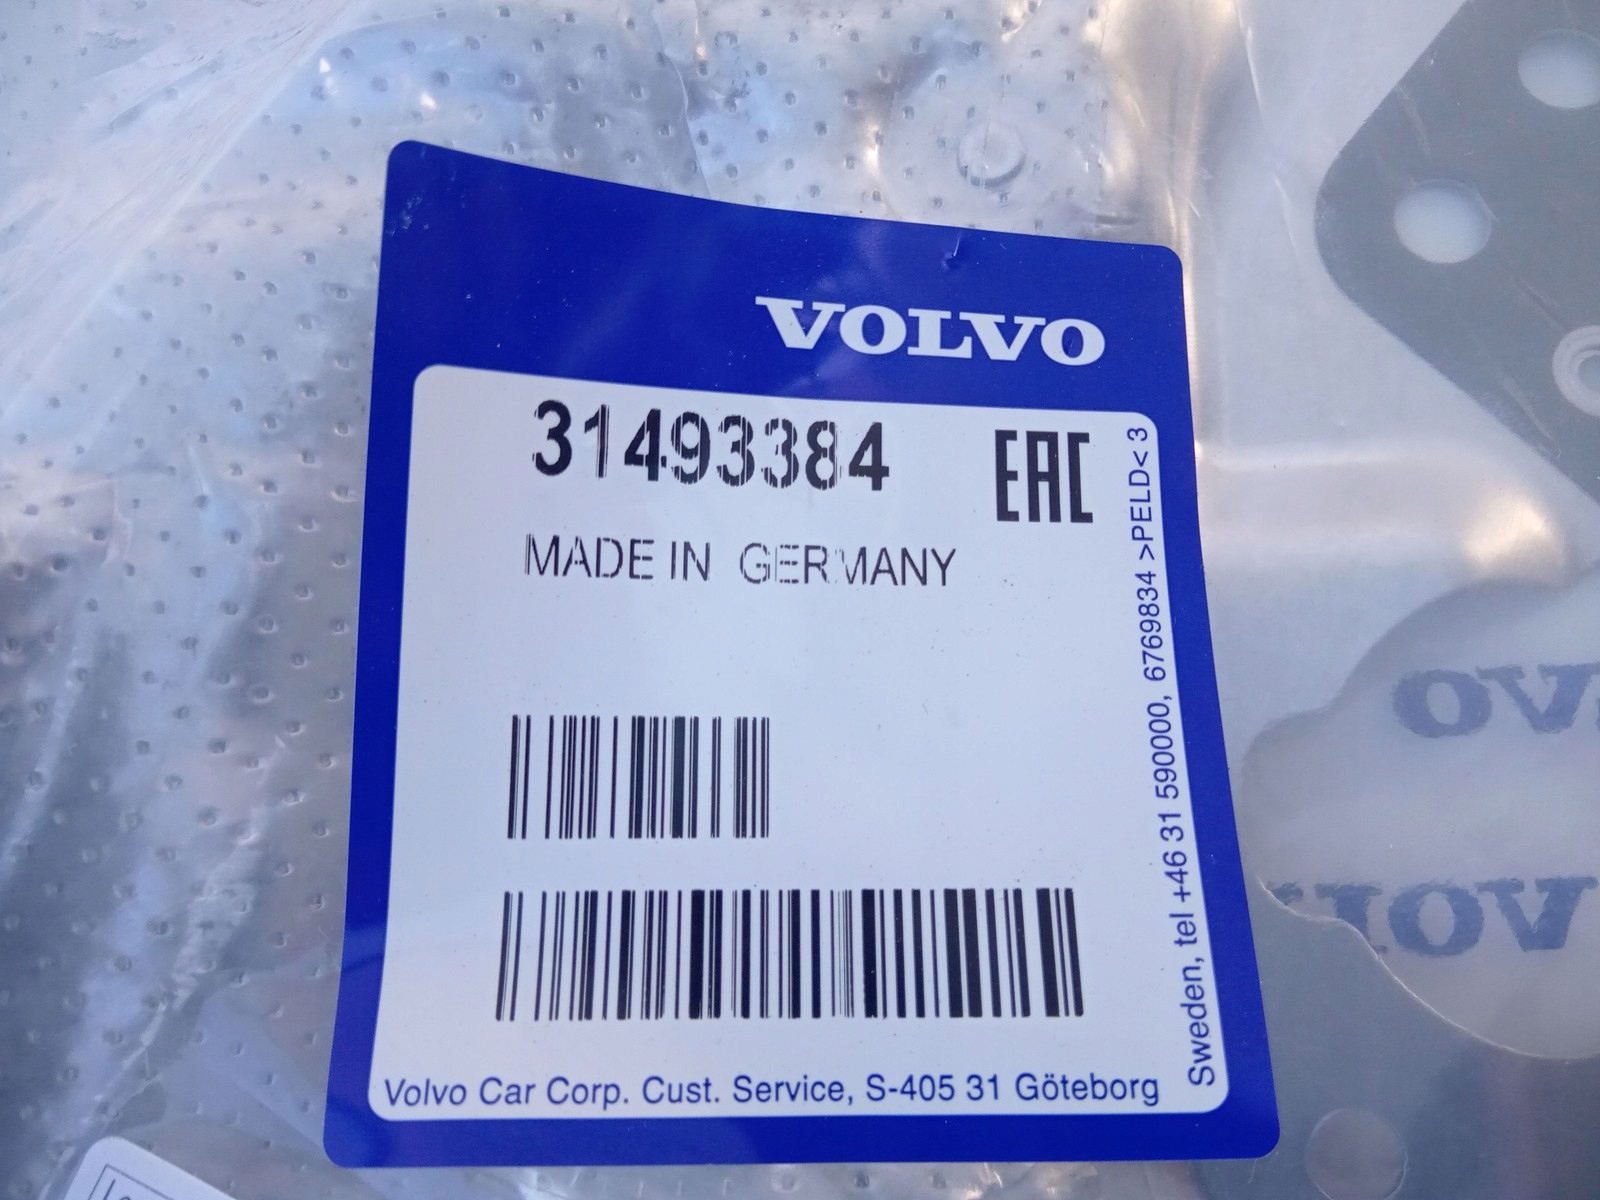 VOLVO
31493384
EAC
MADE IN GERMANY
Volvo Car Corp. Cust. Service, S-405 31 Göteborg
Sweden, tel +46 31 590000, 6769834 >PELD< 3